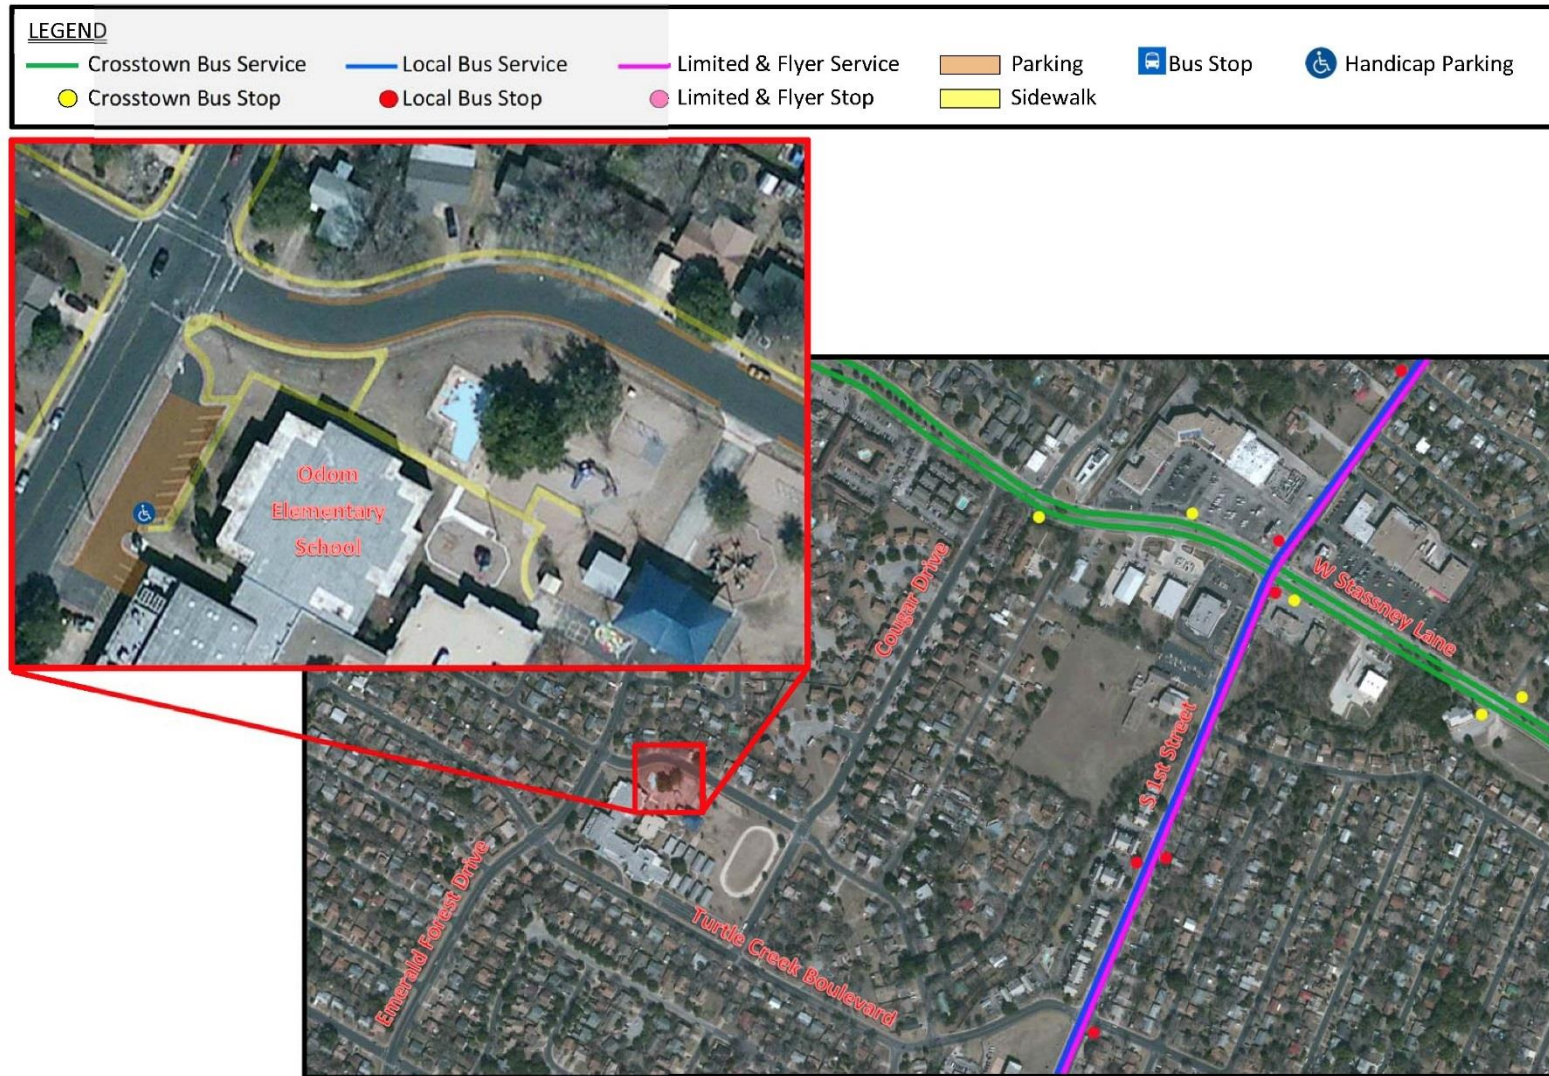 LEGEND
Crosstown Bus Service
Local Bus Service
Limited & Flyer Service
Parking
Bus Stop
Handicap Parking
Crosstown Bus Stop
Local Bus Stop
Limited & Flyer Stop
Sidewalk
Odom
Elementary
School
Cougar Drive
W Stassney Lane
S 1st Street
Emerald Forest Drive
Turtle Creek Boulevard